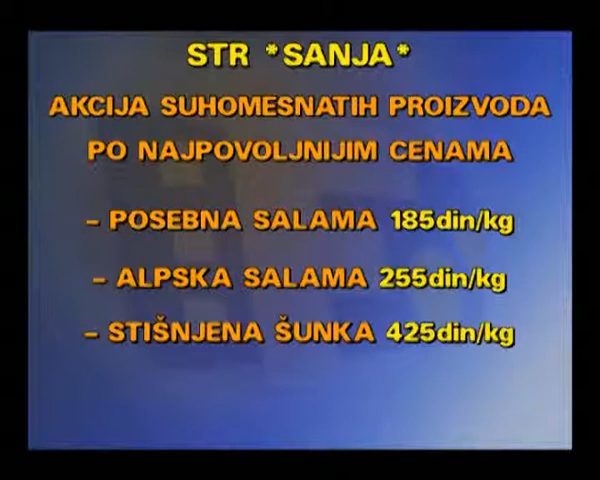 STR *SANJA*
AKCIJA SUHOMESNATIH PROIZVODA
PO NAJPOVOLJNIJIM CENAMA
– POSEBNA SALAMA 185din/kg
– ALPSKA SALAMA 255din/kg
– STIŠNJENA ŠUNKA 425din/kg